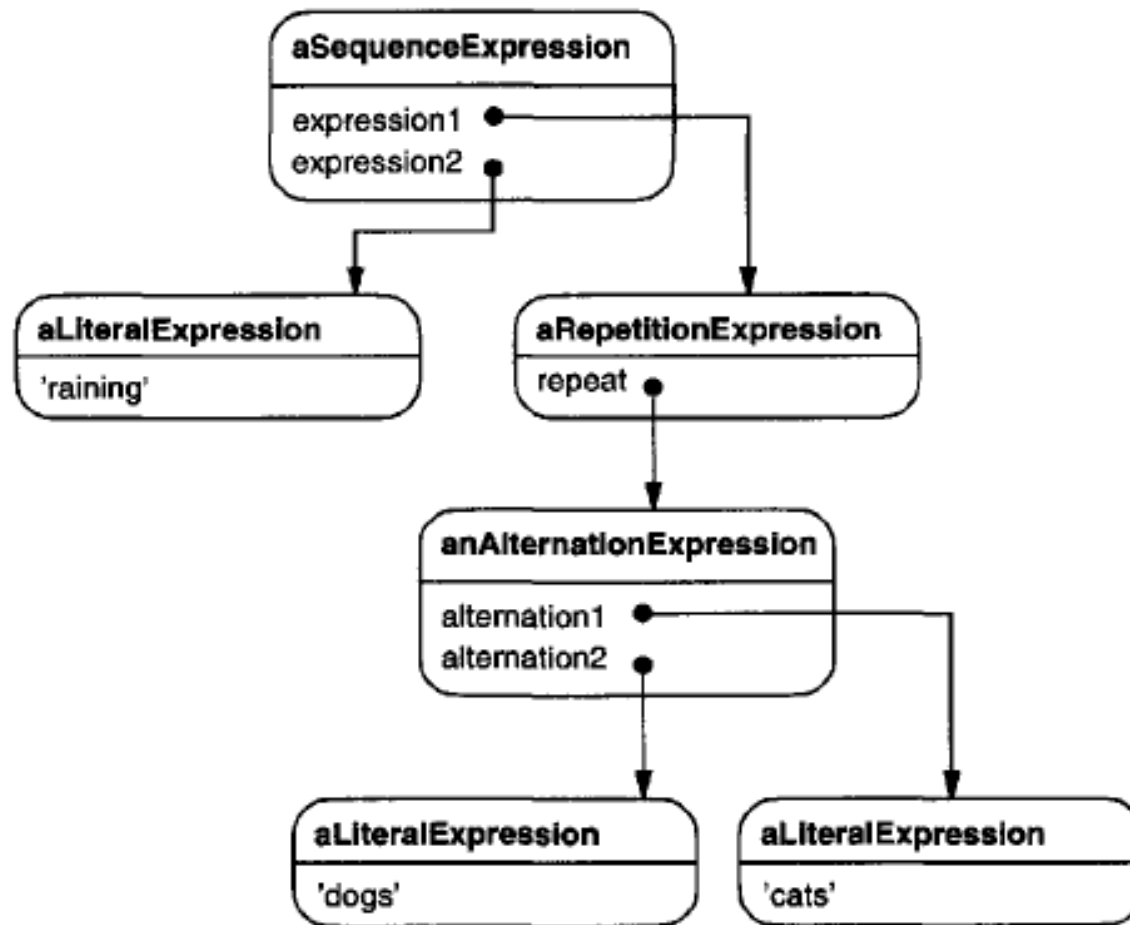 aSequenceExpression
expression1
expression2
aLiteralExpression
'raining'
aRepetitionExpression
repeat
anAlternationExpression
alternation1
alternation2
aLiteralExpression
'dogs'
aLiteralExpression
'cats'